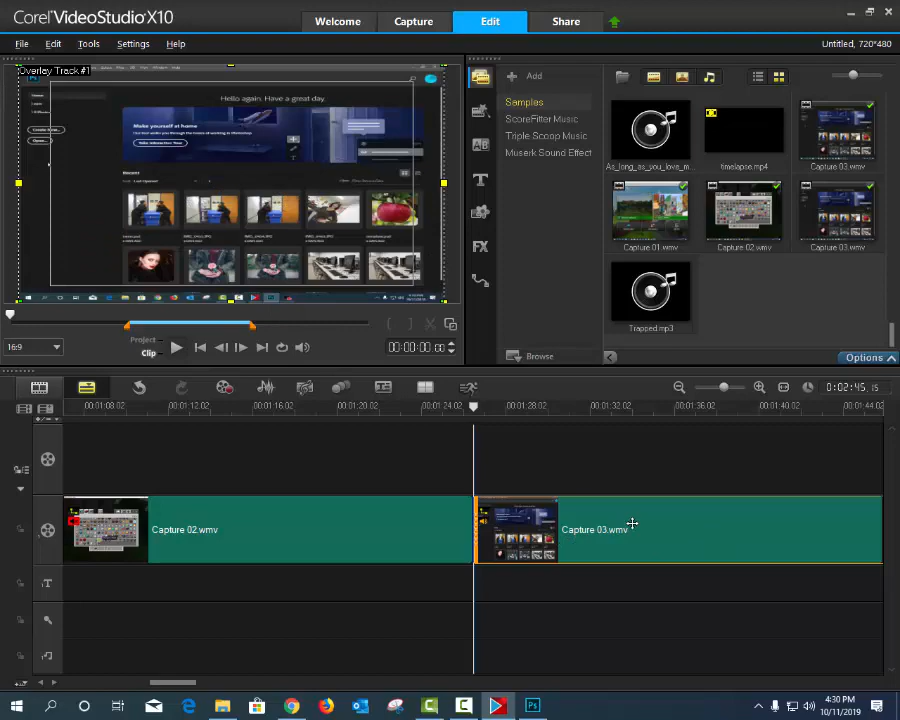 Corel VideoStudio X10
Welcome
Capture
Edit
Share
File
Edit
Tools
Settings
Help
Untitled, 720*480
Overlay Track #1
Ps
Hello again. Have a great day.
Make yourself at home
Add
Samples
ScoreFitter Music
Triple Scoop Music
Muserk Sound Effect
As_long_as_you_love_m...
timelapse.mp4
Capture 03.wmv
Capture 01.wmv
Capture 02.wmv
Capture 03.wmv
Trapped.mp3
Browse
Options
Project
Clip
16:9
00:00:00 00
0:02:45. 15
00:01:08.02
00:01:12.02
00:01:16.02
00:01:20.02
00:01:24.02
00:01:28.02
00:01:32.02
00:01:36.02
00:01:40.02
00:01:44.02
Capture 02.wmv
Capture 03.wmv
4:30 PM
10/11/2019